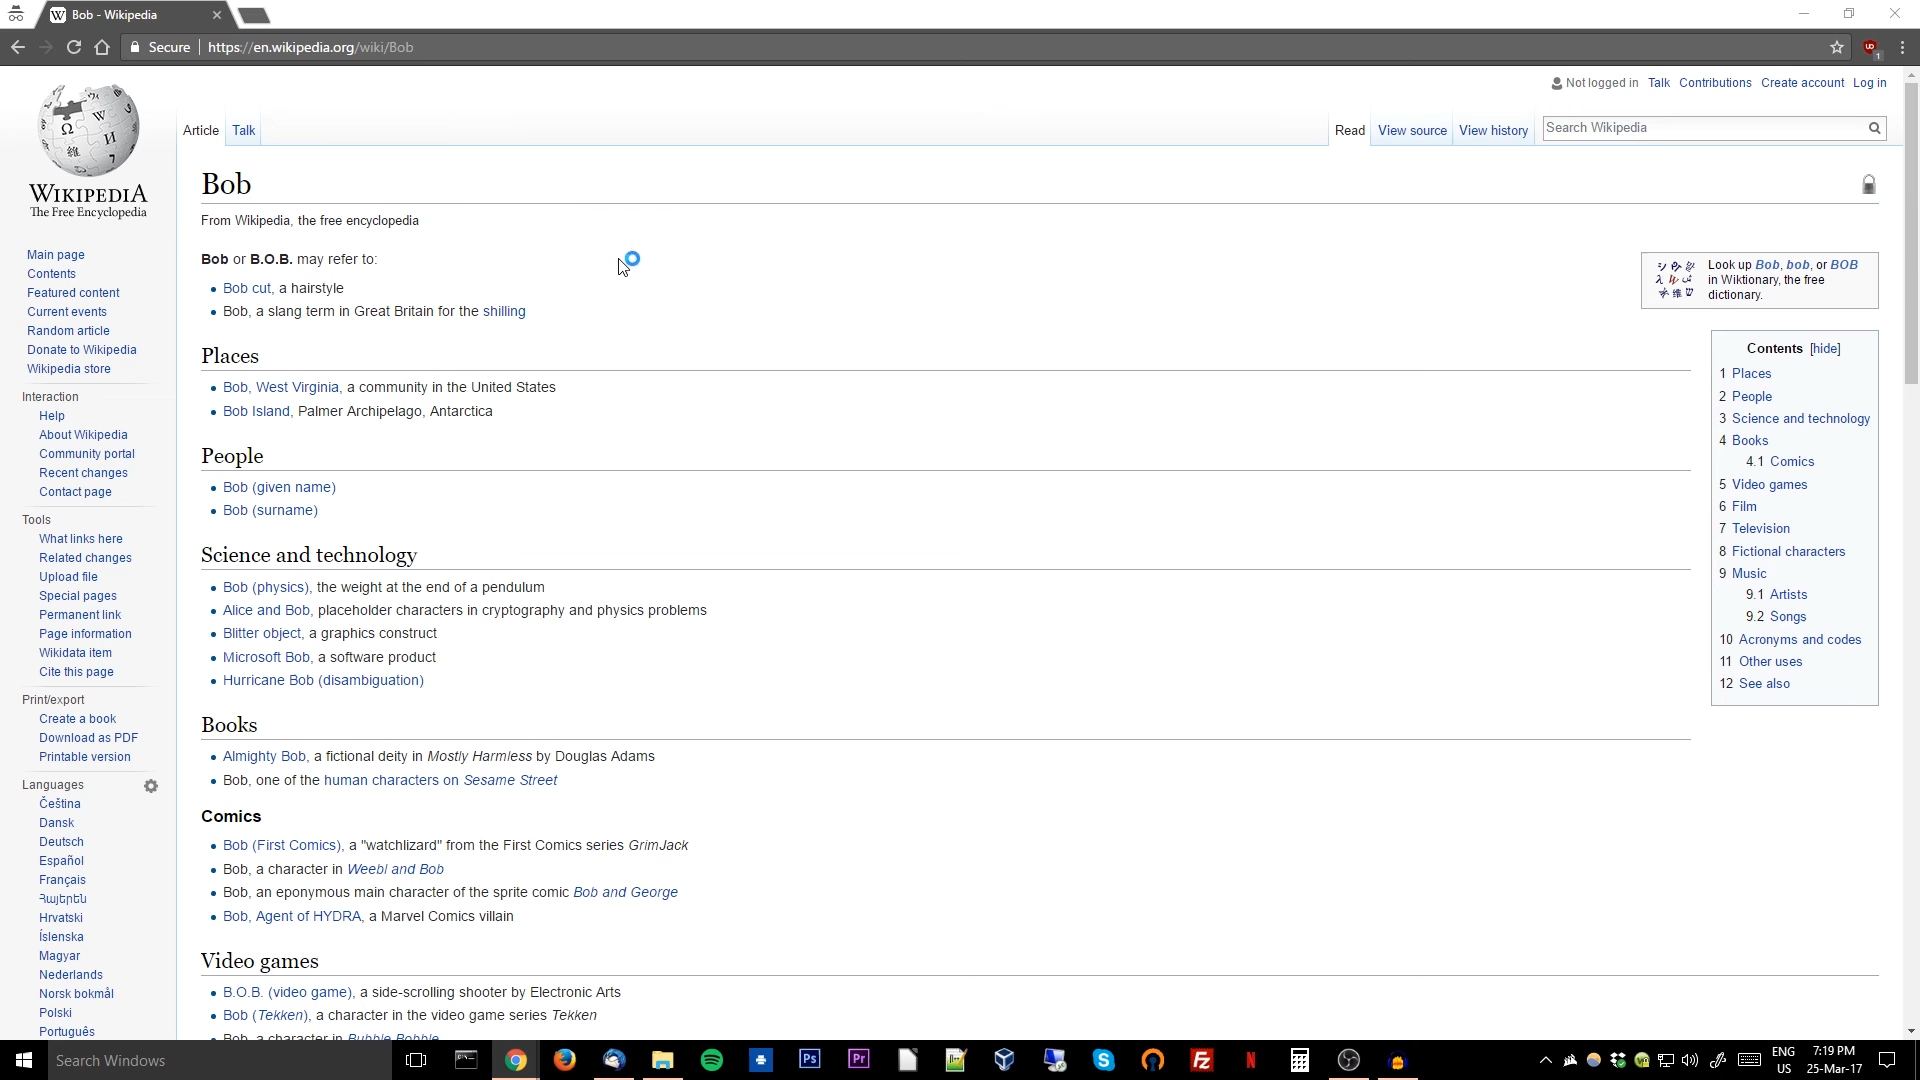 Bob - Wikipedia
Secure https://en.wikipedia.org/wiki/Bob
Not logged in Talk Contributions Create account Log in
Article Talk Read View source View history Search Wikipedia
WIKIPEDIA
The Free Encyclopedia
Main page
Contents
Featured content
Current events
Random article
Donate to Wikipedia
Wikipedia store
Interaction
Help
About Wikipedia
Community portal
Recent changes
Contact page
Tools
What links here
Related changes
Upload file
Special pages
Permanent link
Page information
Wikidata item
Cite this page
Print/export
Create a book
Download as PDF
Printable version
Languages
Čeština
Dansk
Deutsch
Español
Français
Հայերեն
Hrvatski
Íslenska
Magyar
Nederlands
Norsk bokmål
Polski
Português
Bob
From Wikipedia, the free encyclopedia
Bob or B.O.B. may refer to:
Bob cut, a hairstyle
Bob, a slang term in Great Britain for the shilling
Places
Bob, West Virginia, a community in the United States
Bob Island, Palmer Archipelago, Antarctica
People
Bob (given name)
Bob (surname)
Science and technology
Bob (physics), the weight at the end of a pendulum
Alice and Bob, placeholder characters in cryptography and physics problems
Blitter object, a graphics construct
Microsoft Bob, a software product
Hurricane Bob (disambiguation)
Books
Almighty Bob, a fictional deity in Mostly Harmless by Douglas Adams
Bob, one of the human characters on Sesame Street
Comics
Bob (First Comics), a "watchlizard" from the First Comics series GrimJack
Bob, a character in Weebl and Bob
Bob, an eponymous main character of the sprite comic Bob and George
Bob, Agent of HYDRA, a Marvel Comics villain
Video games
B.O.B. (video game), a side-scrolling shooter by Electronic Arts
Bob (Tekken), a character in the video game series Tekken
Bob, a character in Bubble Bobble
Look up Bob, bob, or BOB
in Wiktionary, the free
dictionary.
Contents [hide]
1 Places
2 People
3 Science and technology
4 Books
4.1 Comics
5 Video games
6 Film
7 Television
8 Fictional characters
9 Music
9.1 Artists
9.2 Songs
10 Acronyms and codes
11 Other uses
12 See also
Search Windows
Ps
Pr
ENG
US
7:19 PM
25-Mar-17